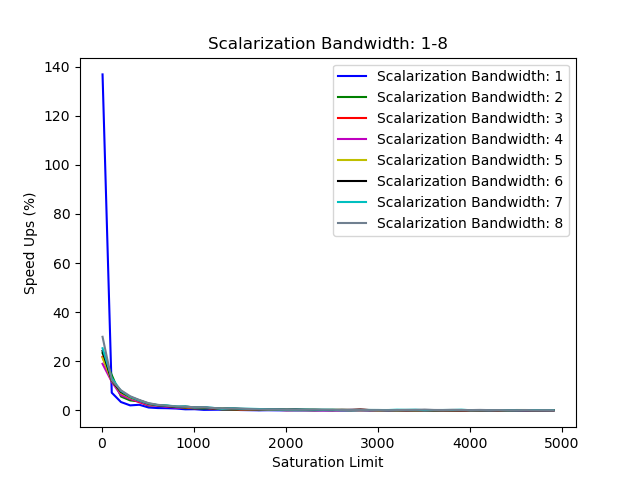 Scalarization Bandwidth: 1-8
Scalarization Bandwidth: 1
Scalarization Bandwidth: 2
Scalarization Bandwidth: 3
Scalarization Bandwidth: 4
Scalarization Bandwidth: 5
Scalarization Bandwidth: 6
Scalarization Bandwidth: 7
Scalarization Bandwidth: 8
Speed Ups (%)
140
120
100
80
60
40
20
0
0 1000 2000 3000 4000 5000
Saturation Limit